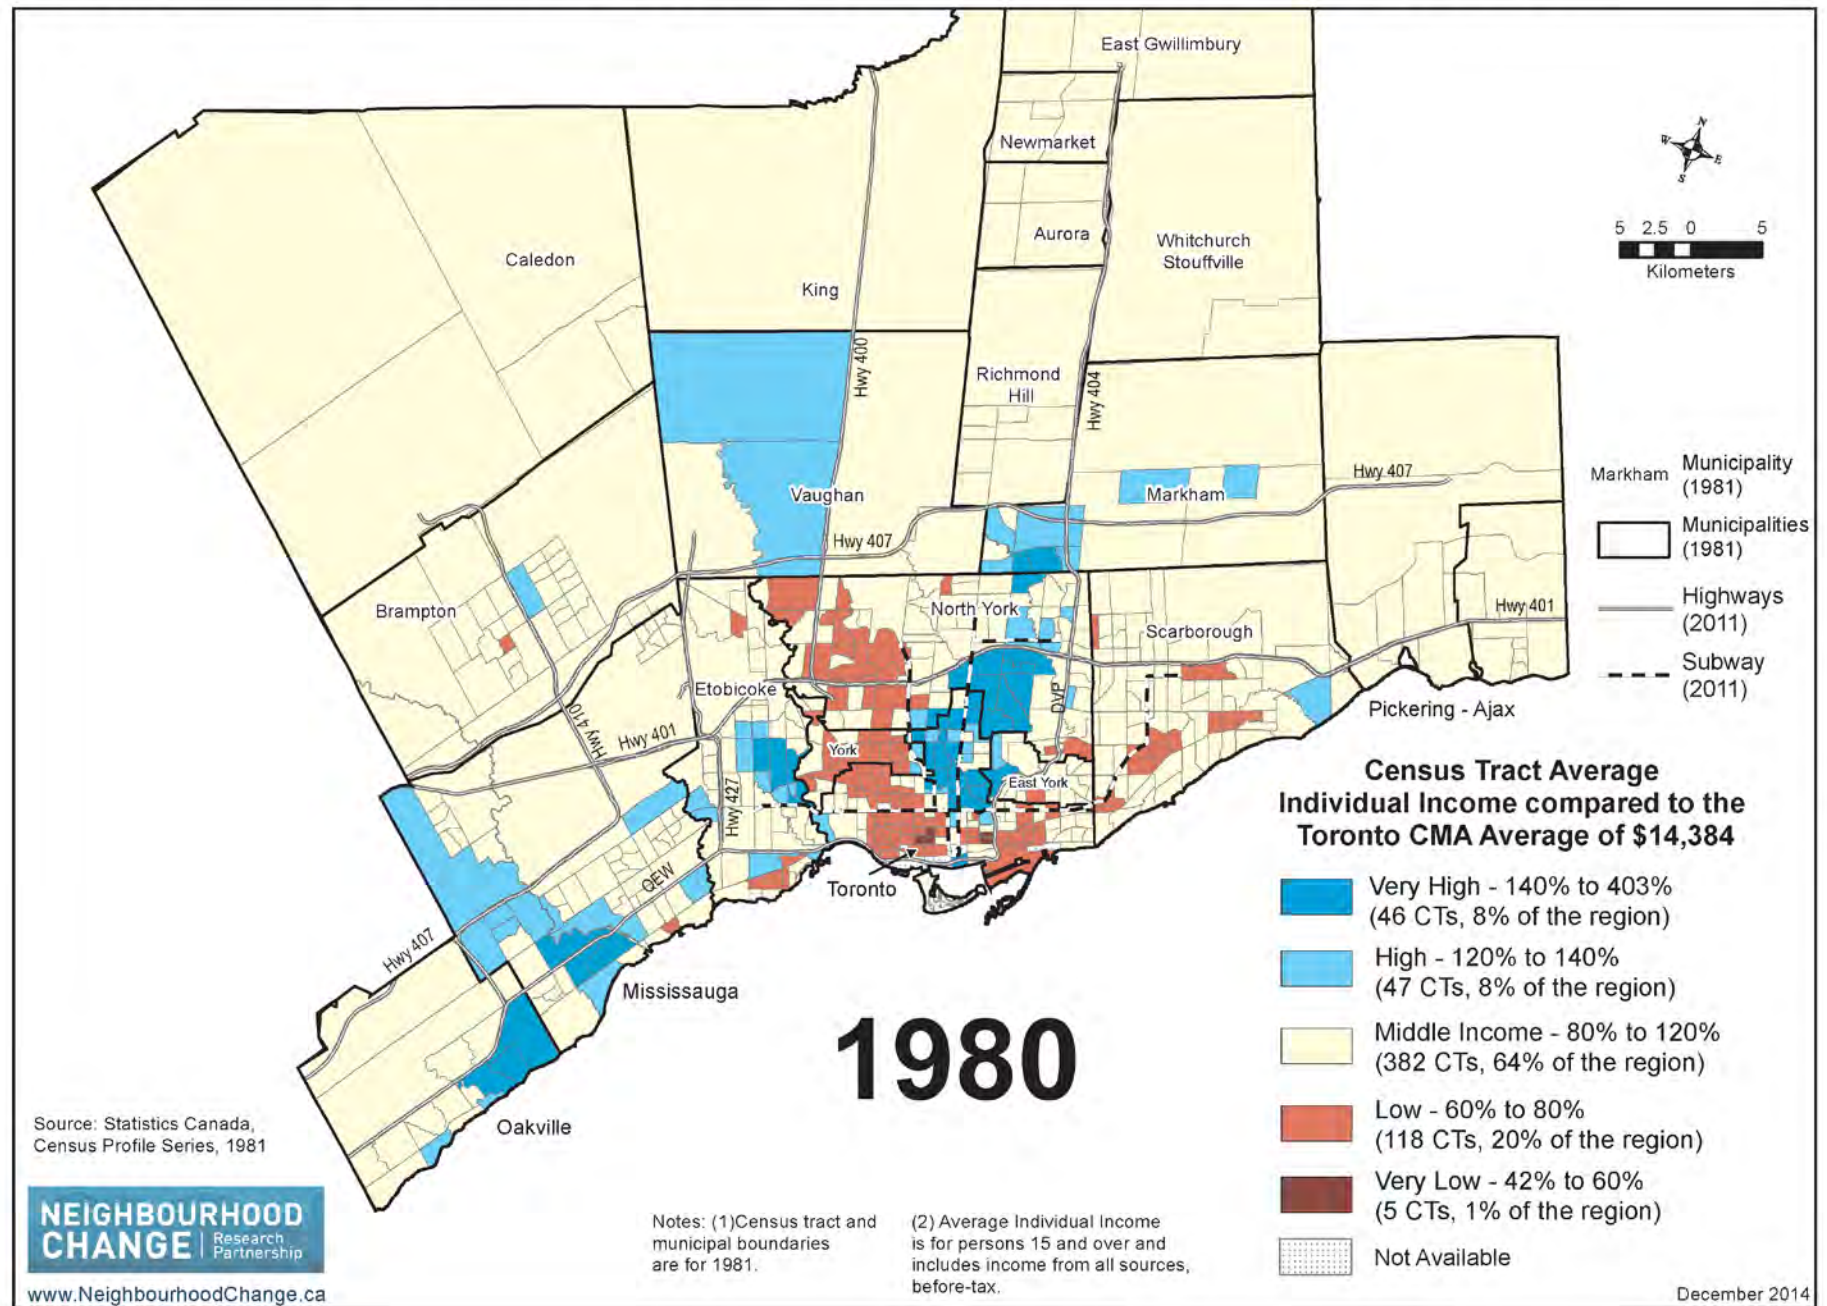 East Gwillimbury
Newmarket
Aurora
Whitchurch
Stouffville
Caledon
King
Richmond
Hill
Hwy 400
Hwy 404
Vaughan
Markham
Hwy 407
Hwy 407
Brampton
North York
Scarborough
Hwy 401
Etobicoke
Hwy 410
Hwy 401
DVP
Pickering - Ajax
York
East York
Hwy 427
QEW
Toronto
Hwy 407
Mississauga
Oakville
N
W
E
S
5 2.5 0 5
Kilometers
Markham
Municipality
(1981)
Municipalities
(1981)
Highways
(2011)
Subway
(2011)
Census Tract Average
Individual Income compared to the
Toronto CMA Average of $14,384
Very High - 140% to 403%
(46 CTs, 8% of the region)
High - 120% to 140%
(47 CTs, 8% of the region)
Middle Income - 80% to 120%
(382 CTs, 64% of the region)
Low - 60% to 80%
(118 CTs, 20% of the region)
Very Low - 42% to 60%
(5 CTs, 1% of the region)
Not Available
1980
Source: Statistics Canada,
Census Profile Series, 1981
NEIGHBOURHOOD
CHANGE | Research
Partnership
www.NeighbourhoodChange.ca
Notes: (1)Census tract and
municipal boundaries
are for 1981.
(2) Average Individual Income
is for persons 15 and over and
includes income from all sources,
before-tax.
December 2014